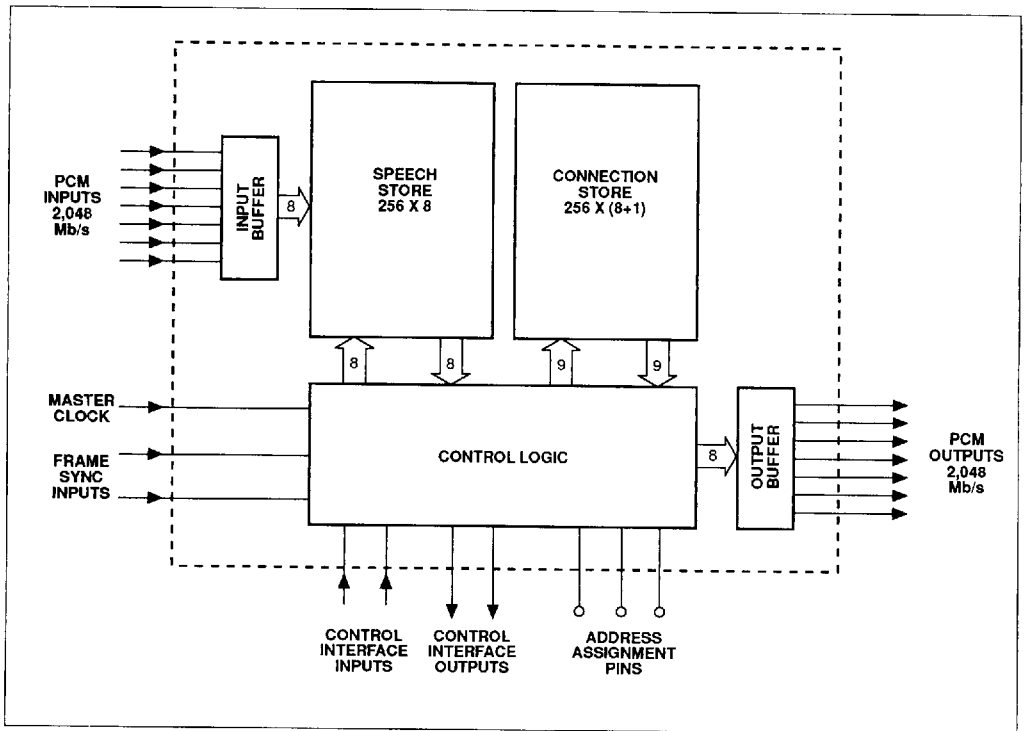 SPEECH
STORE
256 X 8
CONNECTION
STORE
256 X (8+1)
PCM
INPUTS
2,048
Mb/s
INPUT
BUFFER
8
8
8
9
9
MASTER
CLOCK
FRAME
SYNC
INPUTS
CONTROL LOGIC
8
OUTPUT
BUFFER
PCM
OUTPUTS
2,048
Mb/s
CONTROL
INTERFACE
INPUTS
CONTROL
INTERFACE
OUTPUTS
ADDRESS
ASSIGNMENT
PINS